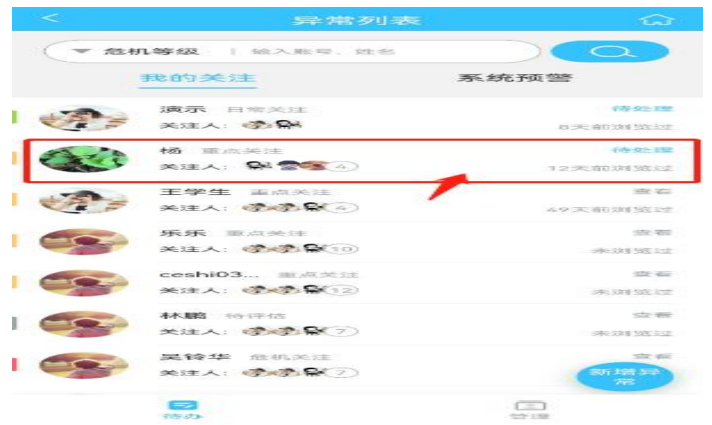 异常列表
危机等级 | 输入账号、姓名
我的关注 系统预警
演示 日常关注 待处理
关注人: 8天前浏览过
杨 重点关注 待处理
关注人: 4 12天前浏览过
王学生 重点关注 查看
关注人: 4 49天前浏览过
乐乐 重点关注 查看
关注人: 10 未浏览过
ceshi03... 重点关注 查看
关注人: 12 未浏览过
林鹏 待评估 查看
关注人: 7 未浏览过
吴铃华 危机关注 查看
关注人: 7
新增异
常
待办 管理